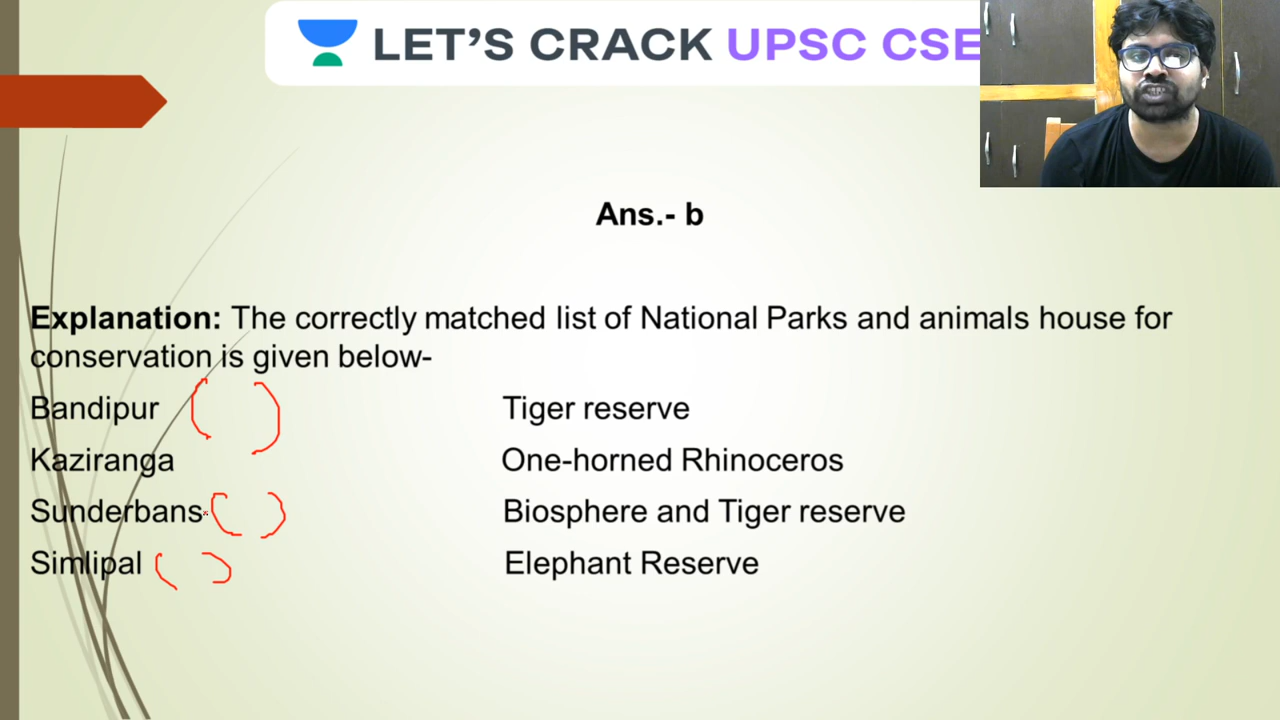 LET'S CRACK UPSC CSE
Ans.- b
Explanation: The correctly matched list of National Parks and animals house for
conservation is given below-
Bandipur Tiger reserve
Kaziranga One-horned Rhinoceros
Sunderbans Biosphere and Tiger reserve
Simlipal Elephant Reserve